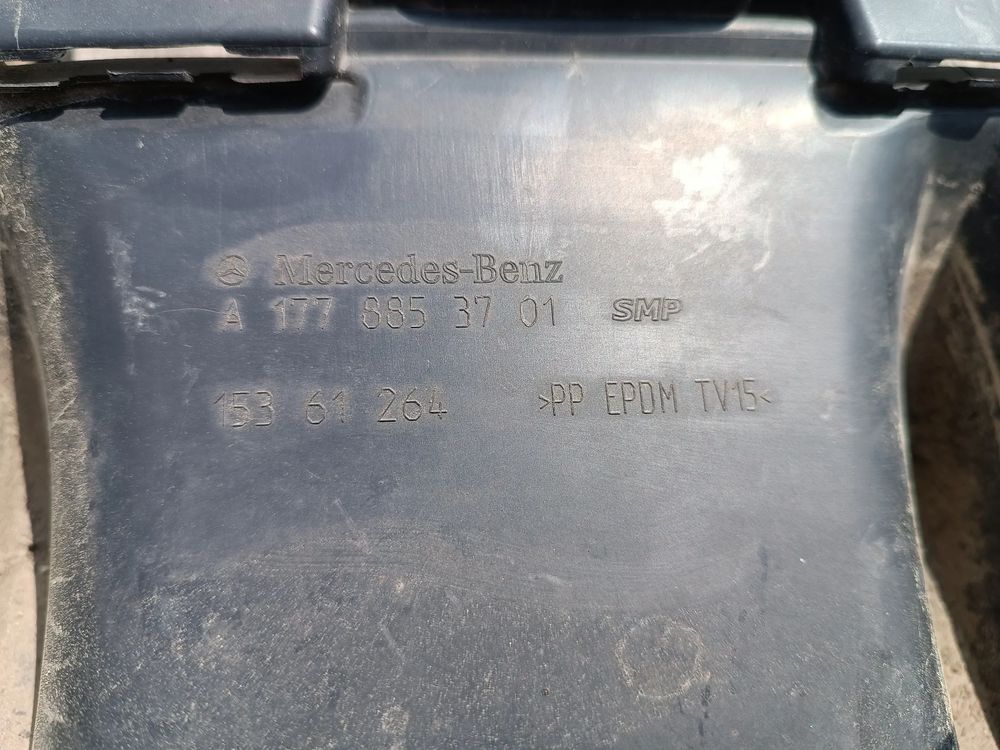 Mercedes-Benz
A 177 885 37 01 SMP
153 61 264 >PP EPDM TV15<